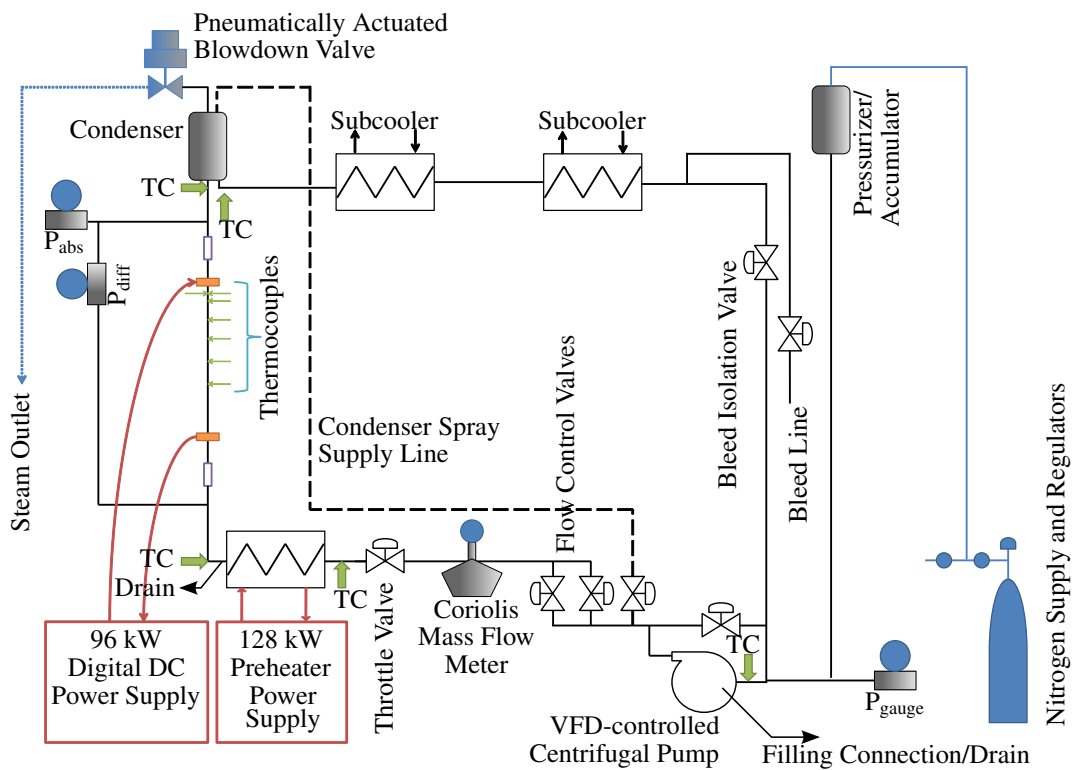 Pneumatically Actuated
Blowdown Valve
Condenser
Subcooler
Subcooler
Pressurizer/
Accumulator
TC
TC
Pabs
Pdiff
Thermocouples
Bleed Isolation Valve
Bleed Line
Steam Outlet
Condenser Spray
Supply Line
Flow Control Valves
Nitrogen Supply and Regulators
TC
Drain
TC
Throttle Valve
Coriolis
Mass Flow
Meter
TC
96 kW
Digital DC
Power Supply
128 kW
Preheater
Power
Supply
Pgauge
VFD-controlled
Centrifugal Pump
Filling Connection/Drain